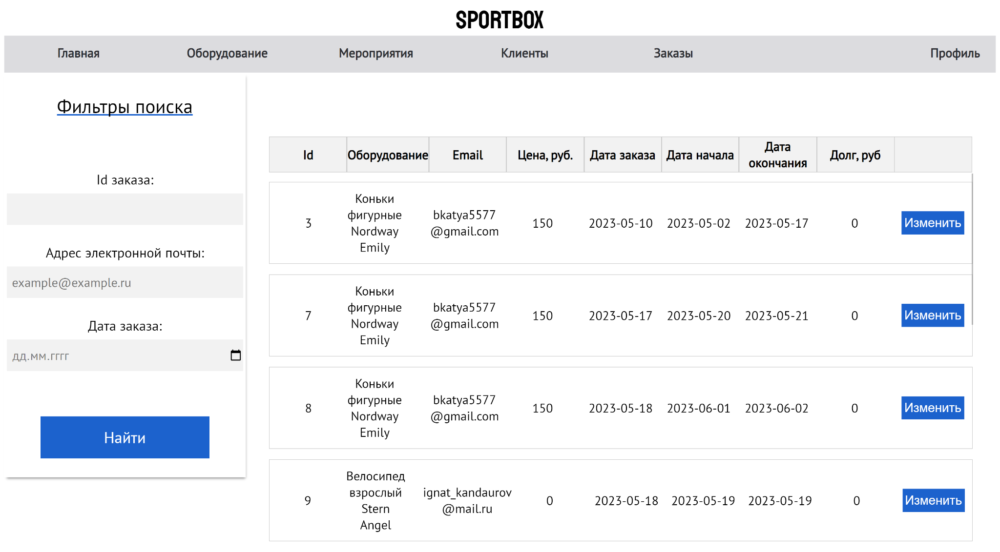 SPORTBOX
Главная Оборудование Мероприятия Клиенты Заказы Профиль
Фильтры поиска
Id заказа:
Адрес электронной почты:
example@example.ru
Дата заказа:
дд.мм.гггг
Найти
Id Оборудование Email Цена, руб. Дата заказа Дата начала Дата окончания Долг, руб
3 Коньки фигурные Nordway Emily bkatya5577@gmail.com 150 2023-05-10 2023-05-02 2023-05-17 0 Изменить
7 Коньки фигурные Nordway Emily bkatya5577@gmail.com 150 2023-05-17 2023-05-20 2023-05-21 0 Изменить
8 Коньки фигурные Nordway Emily bkatya5577@gmail.com 150 2023-05-18 2023-06-01 2023-06-02 0 Изменить
9 Велосипед взрослый Stern Angel ignat_kandaurov@mail.ru 0 2023-05-18 2023-05-19 2023-05-19 0 Изменить